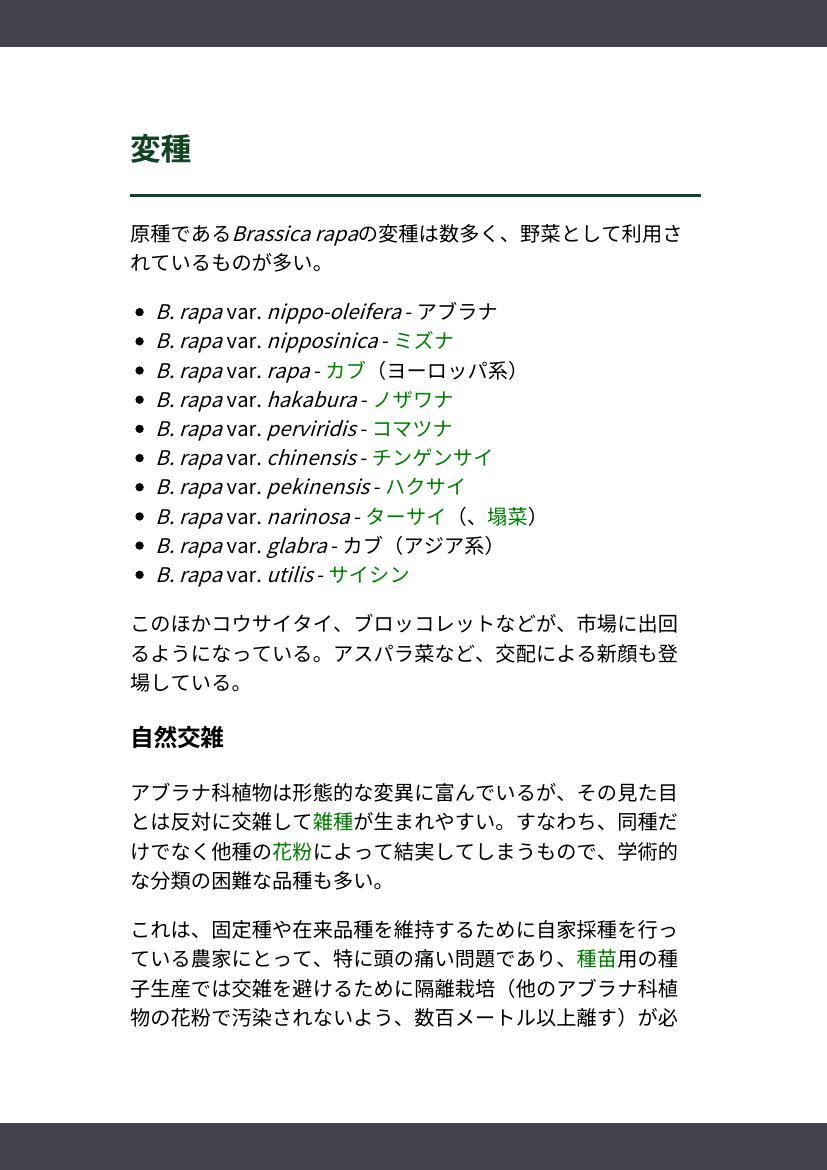 変種
原種であるBrassica rapaの変種は数多く、野菜として利用さ
れているものが多い。
• B. rapa var. nippo-oleifera - アブラナ
• B. rapa var. nipposinica - ミズナ
• B. rapa var. rapa - カブ（ヨーロッパ系）
• B. rapa var. hakabura - ノザワナ
• B. rapa var. perviridis - コマツナ
• B. rapa var. chinensis - チンゲンサイ
• B. rapa var. pekinensis - ハクサイ
• B. rapa var. narinosa - ターサイ（、塌菜）
• B. rapa var. glabra - カブ（アジア系）
• B. rapa var. utilis - サイシン
このほかコウサイタイ、ブロッコレットなどが、市場に出回
るようになっている。アスパラ菜など、交配による新顔も登
場している。
自然交雑
アブラナ科植物は形態的な変異に富んでいるが、その見た目
とは反対に交雑して雑種が生まれやすい。すなわち、同種だ
けでなく他種の花粉によって結実してしまうもので、学術的
な分類の困難な品種も多い。
これは、固定種や在来品種を維持するために自家採種を行っ
ている農家にとって、特に頭の痛い問題であり、種苗用の種
子生産では交雑を避けるために隔離栽培（他のアブラナ科植
物の花粉で汚染されないよう、数百メートル以上離す）が必